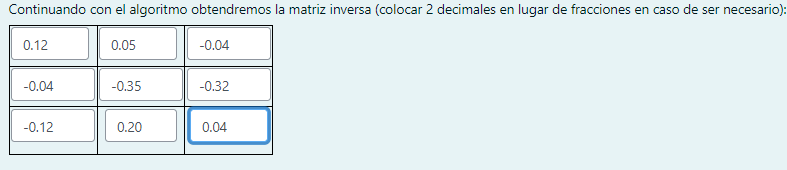 Continuando con el algoritmo obtendremos la matriz inversa (colocar 2 decimales en lugar de fracciones en caso de ser necesario):
0.12 0.05 -0.04
-0.04 -0.35 -0.32
-0.12 0.20 0.04